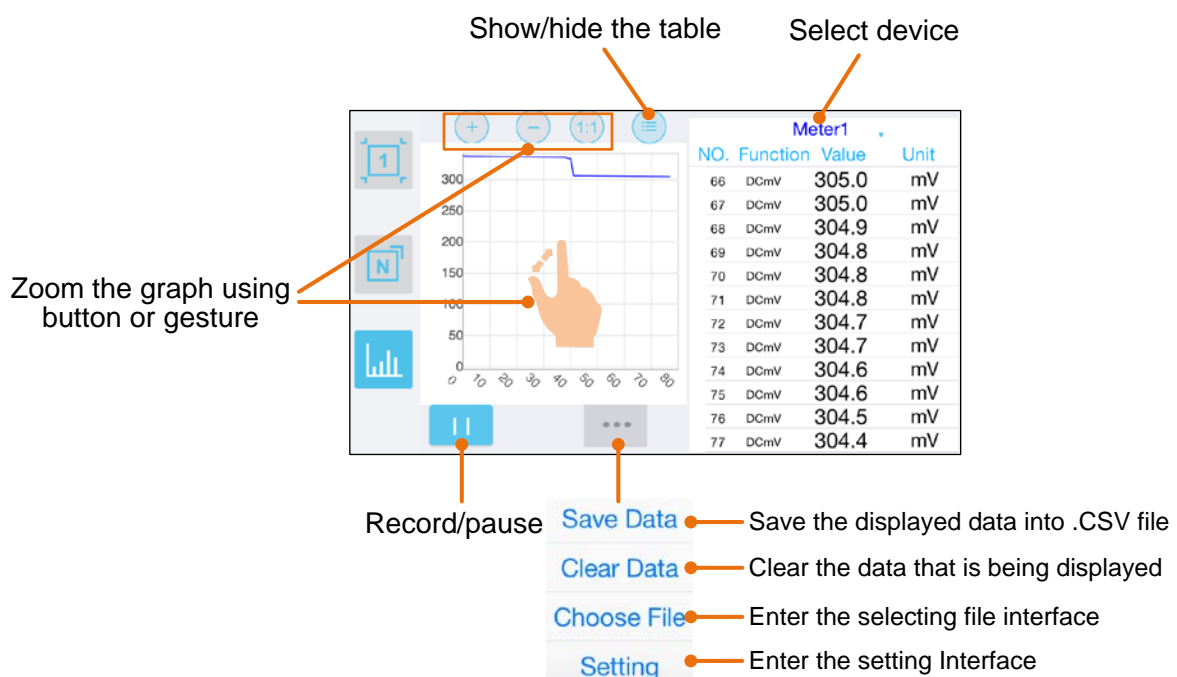 Show/hide the table
Select device
+
−
1:1
Meter1
1
NO. Function Value Unit
66 DCmV 305.0 mV
67 DCmV 305.0 mV
68 DCmV 304.9 mV
69 DCmV 304.8 mV
70 DCmV 304.8 mV
71 DCmV 304.8 mV
72 DCmV 304.7 mV
73 DCmV 304.7 mV
74 DCmV 304.6 mV
75 DCmV 304.6 mV
76 DCmV 304.5 mV
77 DCmV 304.4 mV
300
250
200
150
100
50
0
0 10 20 30 40 50 60 70 80
N
Zoom the graph using
button or gesture
Record/pause
Save Data
Save the displayed data into .CSV file
Clear Data
Clear the data that is being displayed
Choose File
Enter the selecting file interface
Setting
Enter the setting Interface